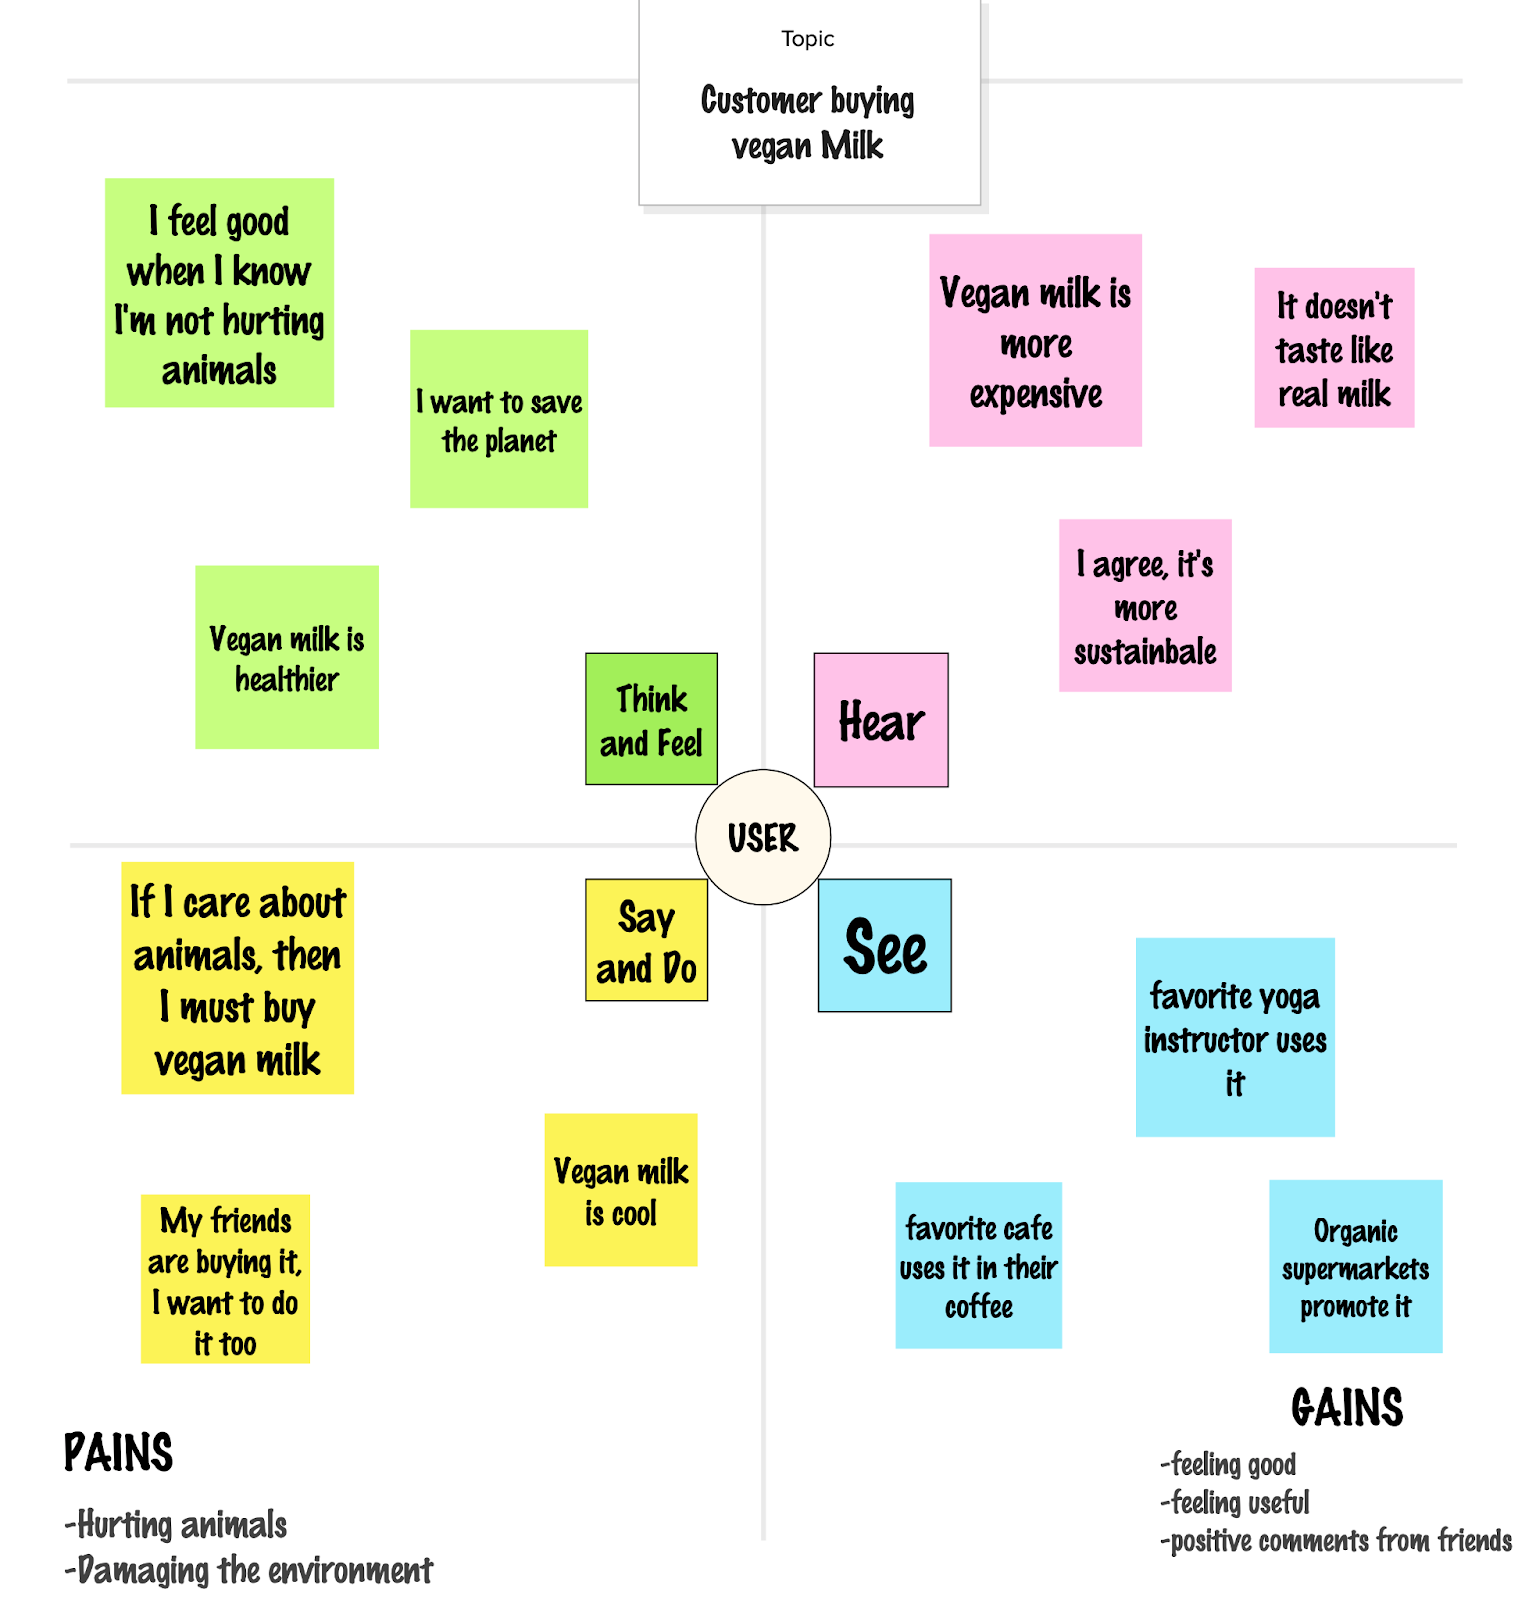 Topic
Customer buying
vegan Milk
I feel good
when I know
I'm not hurting
animals
I want to save
the planet
Vegan milk is
healthier
Think
and Feel
Vegan milk is
more
expensive
It doesn't
taste like
real milk
I agree, it's
more
sustainbale
Hear
USER
If I care about
animals, then
I must buy
vegan milk
Say
and Do
Vegan milk
is cool
My friends
are buying it,
I want to do
it too
See
favorite yoga
instructor uses
it
favorite cafe
uses it in their
coffee
Organic
supermarkets
promote it
PAINS
-Hurting animals
-Damaging the environment
GAINS
-feeling good
-feeling useful
-positive comments from friends